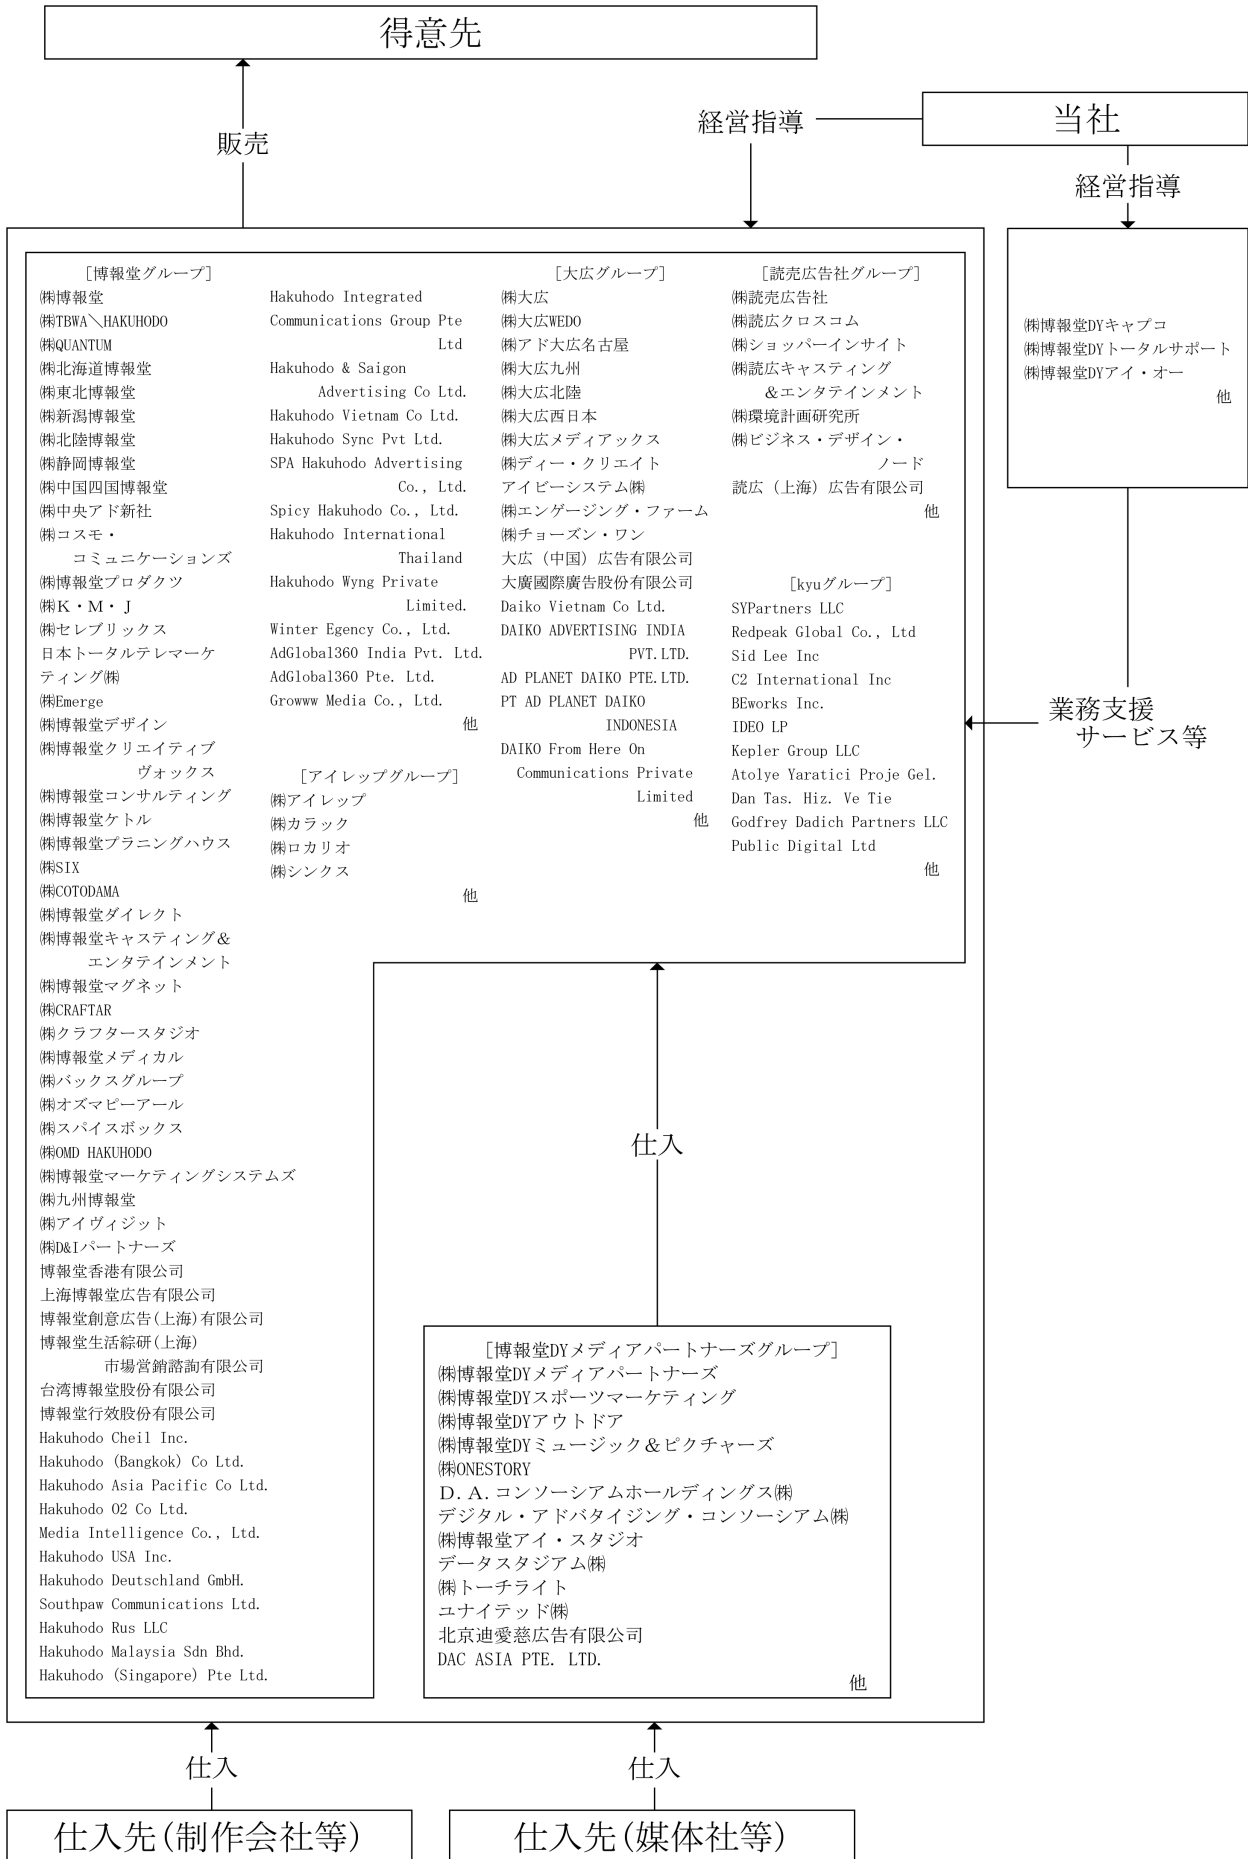 得意先
販売
経営指導
当社
経営指導
[博報堂グループ]
㈱博報堂
㈱TBWA＼HAKUHODO
㈱QUANTUM
㈱北海道博報堂
㈱東北博報堂
㈱新潟博報堂
㈱北陸博報堂
㈱静岡博報堂
㈱中国四国博報堂
㈱中央アド新社
㈱コスモ・
コミュニケーションズ
㈱博報堂プロダクツ
㈱Ｋ・Ｍ・Ｊ
㈱セレブリックス
日本トータルテレマーケ
ティング㈱
㈱Emerge
㈱博報堂デザイン
㈱博報堂クリエイティブ
ヴォックス
㈱博報堂コンサルティング
㈱博報堂ケトル
㈱博報堂プラニングハウス
㈱SIX
㈱COTODAMA
㈱博報堂ダイレクト
㈱博報堂キャスティング＆
エンタテインメント
㈱博報堂マグネット
㈱CRAFTAR
㈱クラフタースタジオ
㈱博報堂メディカル
㈱バックスグループ
㈱オズマピーアール
㈱スパイスボックス
㈱OMD HAKUHODO
㈱博報堂マーケティングシステムズ
㈱九州博報堂
㈱アイヴィジット
㈱D&Iパートナーズ
博報堂香港有限公司
上海博報堂広告有限公司
博報堂創意広告(上海)有限公司
博報堂生活綜研(上海)
市場営銷諮詢有限公司
台湾博報堂股份有限公司
博報堂行效股份有限公司
Hakuhodo Cheil Inc.
Hakuhodo (Bangkok) Co Ltd.
Hakuhodo Asia Pacific Co Ltd.
Hakuhodo O2 Co Ltd.
Media Intelligence Co., Ltd.
Hakuhodo USA Inc.
Hakuhodo Deutschland GmbH.
Southpaw Communications Ltd.
Hakuhodo Rus LLC
Hakuhodo Malaysia Sdn Bhd.
Hakuhodo (Singapore) Pte Ltd.
Hakuhodo Integrated
Communications Group Pte
Ltd
Hakuhodo & Saigon
Advertising Co Ltd.
Hakuhodo Vietnam Co Ltd.
Hakuhodo Sync Pvt Ltd.
SPA Hakuhodo Advertising
Co., Ltd.
Spicy Hakuhodo Co., Ltd.
Hakuhodo International
Thailand
Hakuhodo Wyng Private
Limited.
Winter Egency Co., Ltd.
AdGlobal360 India Pvt. Ltd.
AdGlobal360 Pte. Ltd.
Growww Media Co., Ltd.
他
[アイレップグループ]
㈱アイレップ
㈱カラック
㈱ロカリオ
㈱シンクス
他
[大広グループ]
㈱大広
㈱大広WEDO
㈱アド大広名古屋
㈱大広九州
㈱大広北陸
㈱大広西日本
㈱大広メディアックス
㈱ディー・クリエイト
アイビーシステム㈱
㈱エンゲージング・ファーム
㈱チョーズン・ワン
大広（中国）広告有限公司
大廣國際廣告股份有限公司
Daiko Vietnam Co Ltd.
DAIKO ADVERTISING INDIA
PVT.LTD.
AD PLANET DAIKO PTE.LTD.
PT AD PLANET DAIKO
INDONESIA
DAIKO From Here On
Communications Private
Limited
他
[読売広告社グループ]
㈱読売広告社
㈱読広クロスコム
㈱ショッパーインサイト
㈱読広キャスティング
＆エンタテインメント
㈱環境計画研究所
㈱ビジネス・デザイン・
ノード
読広（上海）広告有限公司
他
[kyuグループ]
SYPartners LLC
Redpeak Global Co., Ltd
Sid Lee Inc
C2 International Inc
BEworks Inc.
IDEO LP
Kepler Group LLC
Atolye Yaratici Proje Gel.
Dan Tas. Hiz. Ve Tie
Godfrey Dadich Partners LLC
Public Digital Ltd
他
㈱博報堂DYキャプコ
㈱博報堂DYトータルサポート
㈱博報堂DYアイ・オー
他
業務支援
サービス等
仕入
[博報堂DYメディアパートナーズグループ]
㈱博報堂DYメディアパートナーズ
㈱博報堂DYスポーツマーケティング
㈱博報堂DYアウトドア
㈱博報堂DYミュージック＆ピクチャーズ
㈱ONESTORY
Ｄ.Ａ.コンソーシアムホールディングス㈱
デジタル・アドバタイジング・コンソーシアム㈱
㈱博報堂アイ・スタジオ
データスタジアム㈱
㈱トーチライト
ユナイテッド㈱
北京迪愛慈広告有限公司
DAC ASIA PTE. LTD.
他
仕入
仕入
仕入先(制作会社等)
仕入先(媒体社等)